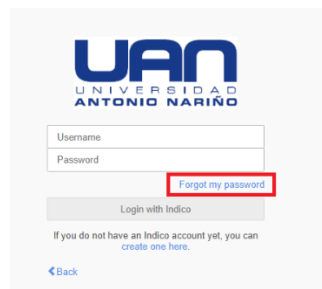 UAN
UNIVERSIDAD
ANTONIO NARIÑO
Username
Password
Forgot my password
Login with Indico
If you do not have an Indico account yet, you can
create one here.
Back